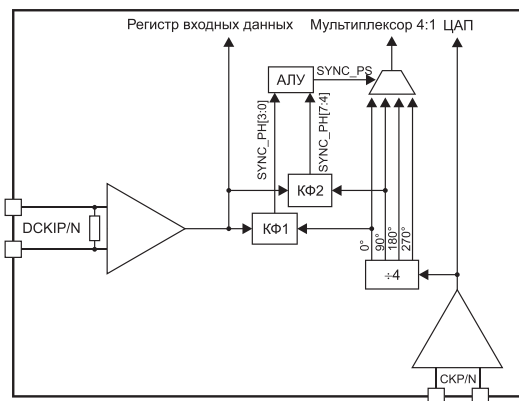 Регистр входных данных
Мультиплексор 4:1
ЦАП
АЛУ
SYNC_PS
SYNC_PH[3:0]
SYNC_PH[7:4]
КФ2
DCKIP/N
КФ1
0°
90°
180°
270°
÷4
CKP/N